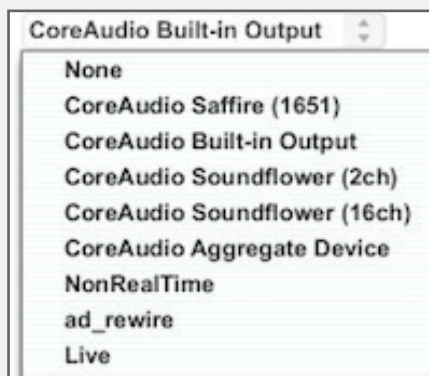 CoreAudio Built-in Output
None
CoreAudio Saffire (1651)
CoreAudio Built-in Output
CoreAudio Soundflower (2ch)
CoreAudio Soundflower (16ch)
CoreAudio Aggregate Device
NonRealTime
ad_rewire
Live